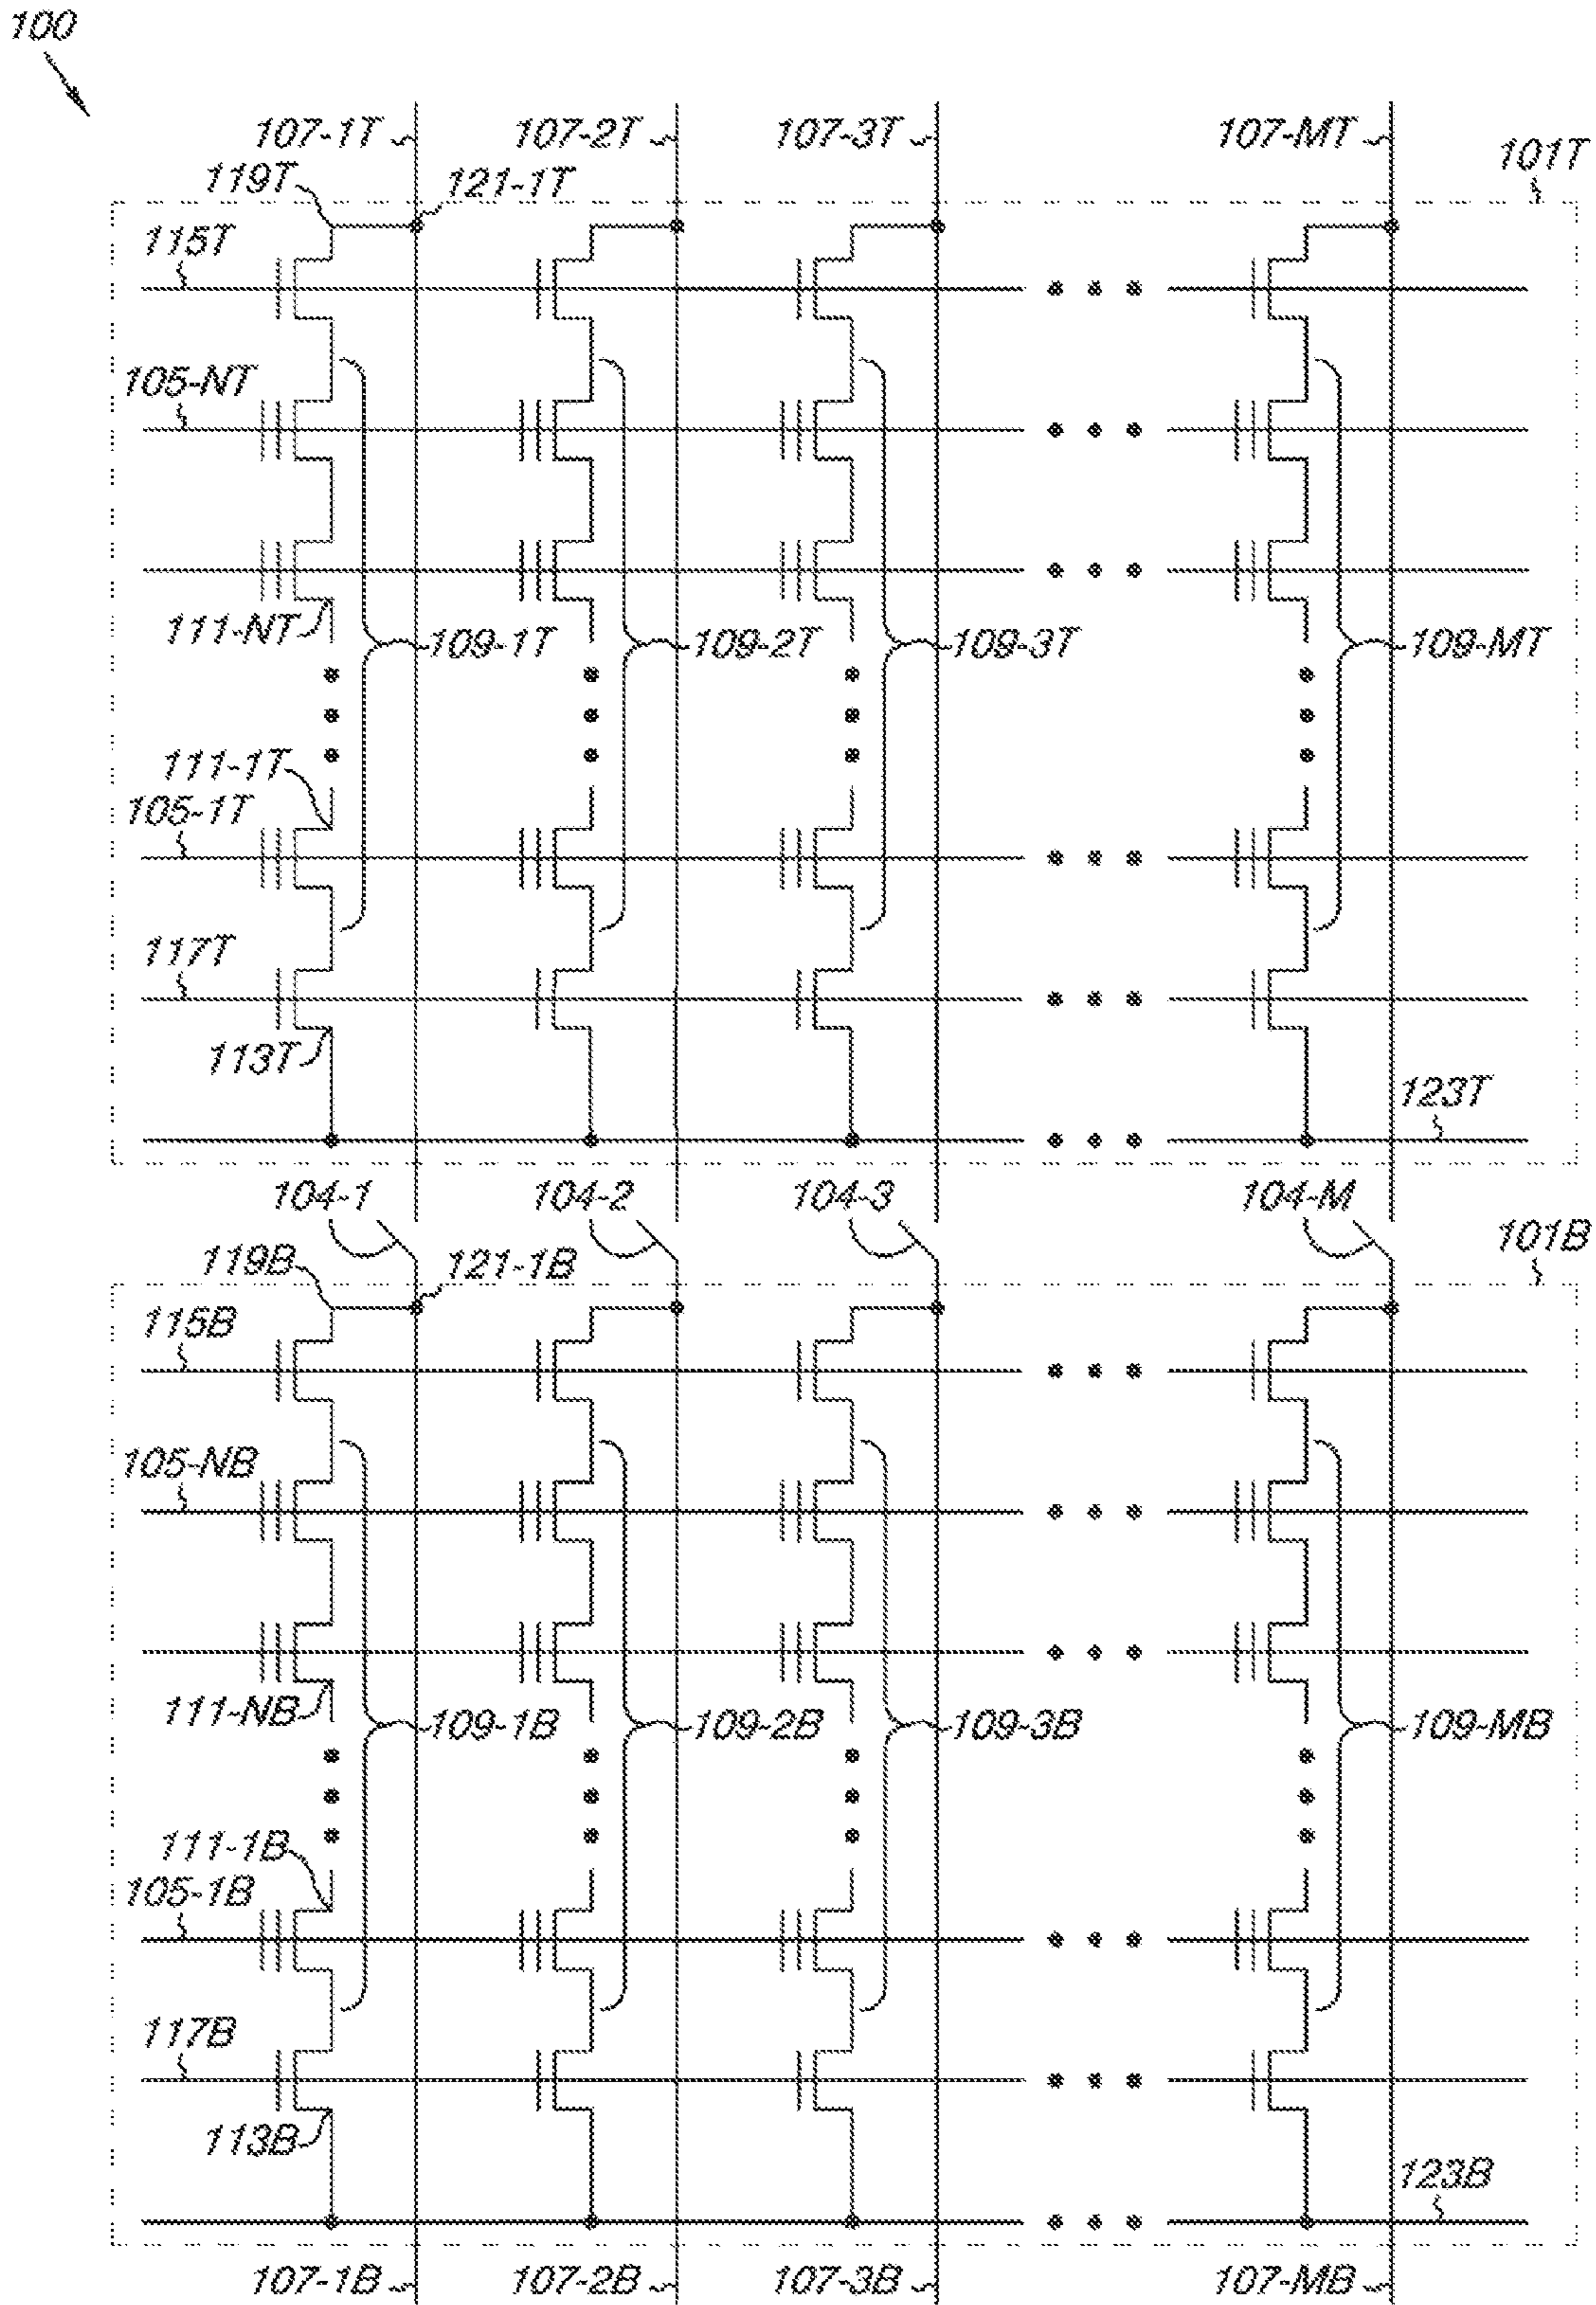 100
107-1T 107-2T 107-3T 107-MT
101T
119T 121-1T
115T
105-NT
111-NT 109-1T 109-2T 109-3T 109-MT
111-1T
105-1T
117T
113T
123T
104-1 104-2 104-3 104-M
101B
119B 121-1B
115B
105-NB
111-NB 109-1B 109-2B 109-3B 109-MB
111-1B
105-1B
117B
113B
123B
107-1B 107-2B 107-3B 107-MB